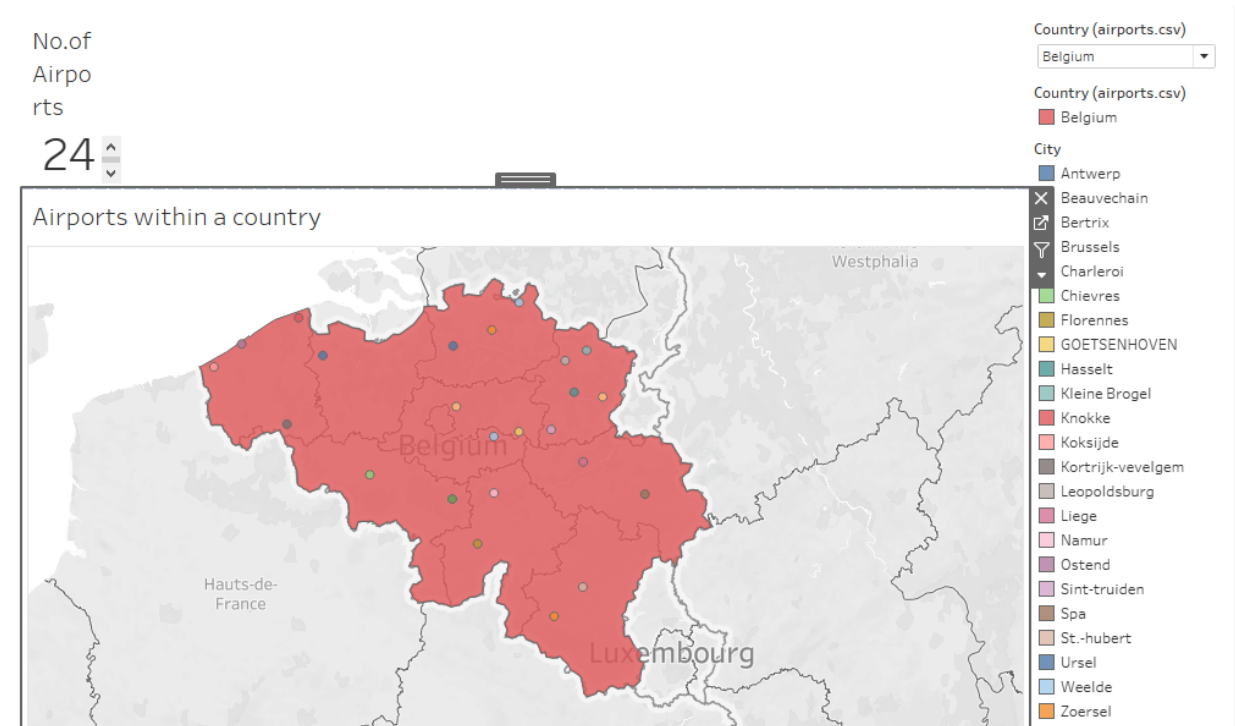 No.of
Airpo
rts
24
Country (airports.csv)
Belgium
Country (airports.csv)
Belgium
City
Antwerp
Beauvechain
Bertrix
Brussels
Charleroi
Chievres
Florennes
GOETSENHOVEN
Hasselt
Kleine Brogel
Knokke
Koksijde
Kortrijk-vevelgem
Leopoldsburg
Liege
Namur
Ostend
Sint-truiden
Spa
St.-hubert
Ursel
Weelde
Zoersel
Airports within a country
Westphalia
Belgium
Hauts-de-
France
Luxembourg